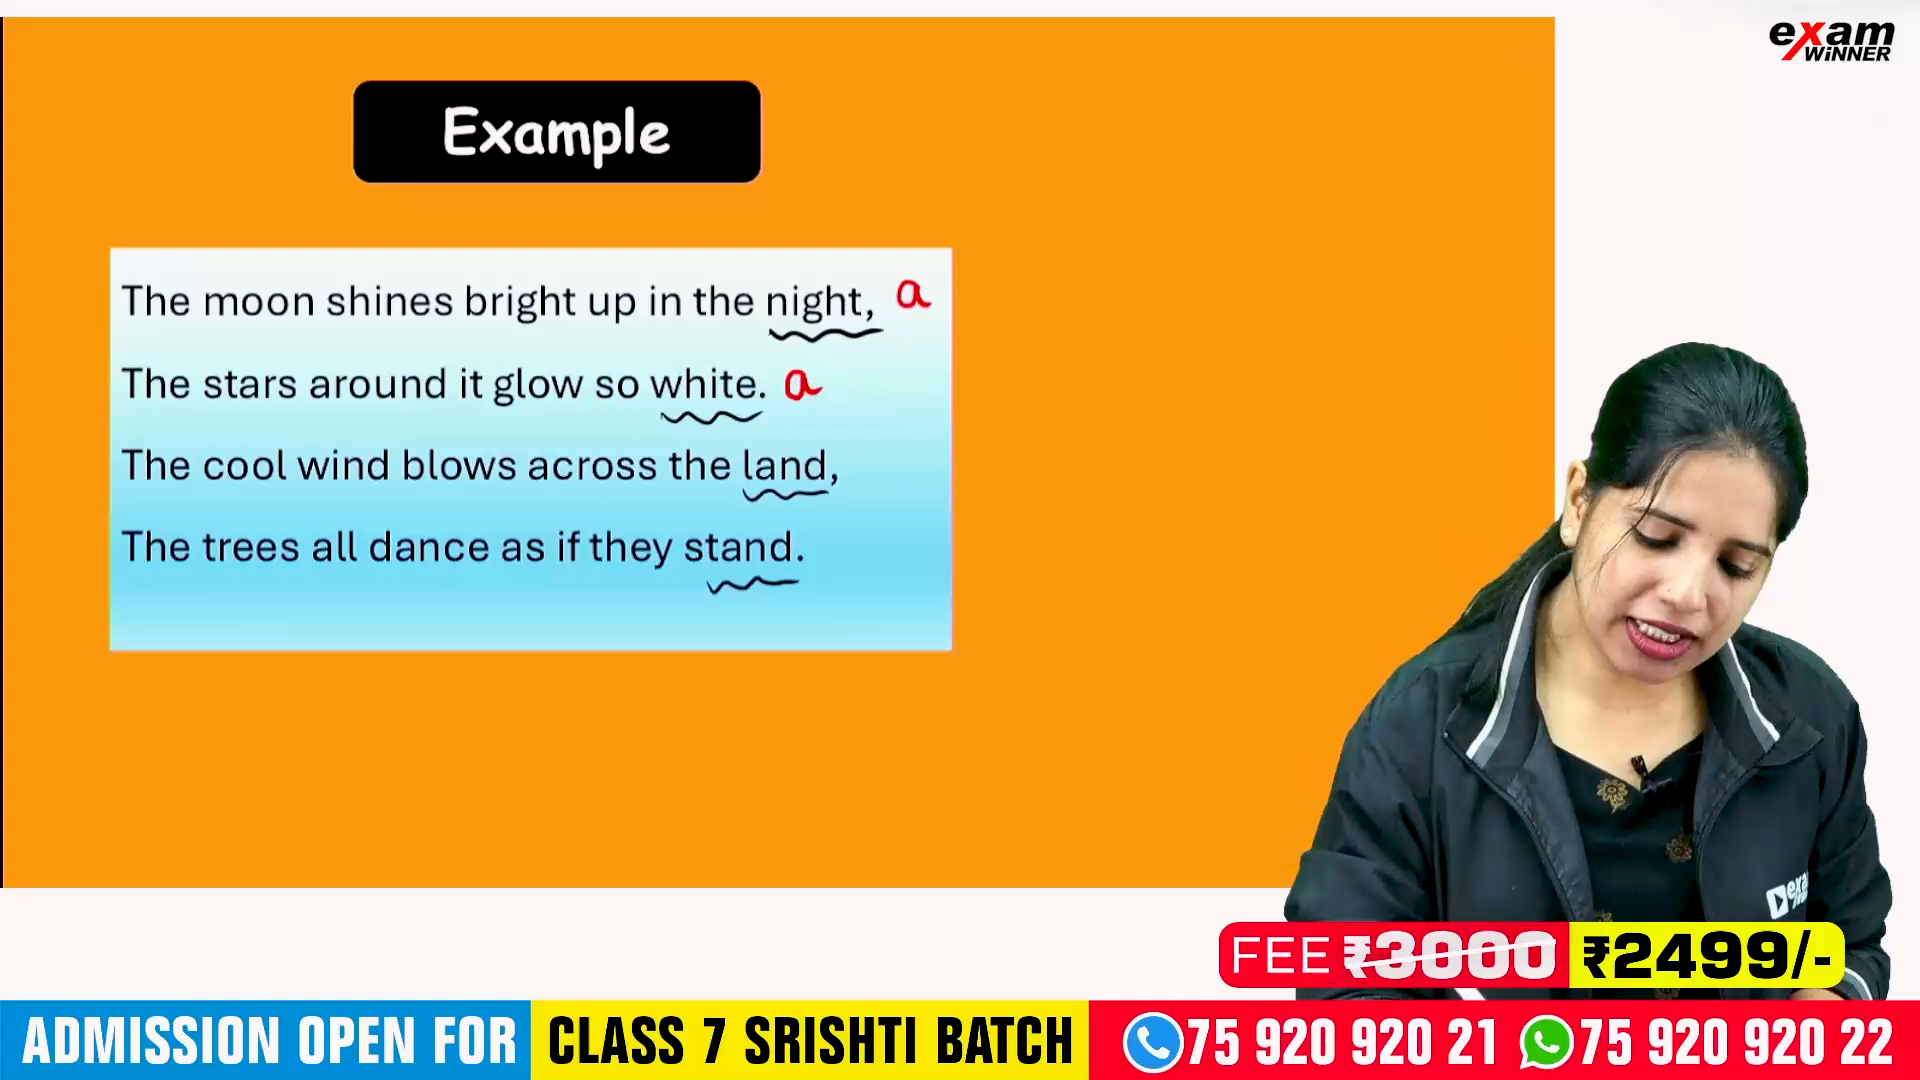 exam
WiNNER
Example
The moon shines bright up in the night, a
The stars around it glow so white. a
The cool wind blows across the land,
The trees all dance as if they stand.
FEE ₹3000 ₹2499/-
ADMISSION OPEN FOR CLASS 7 SRISHTI BATCH 75 920 920 21 75 920 920 22